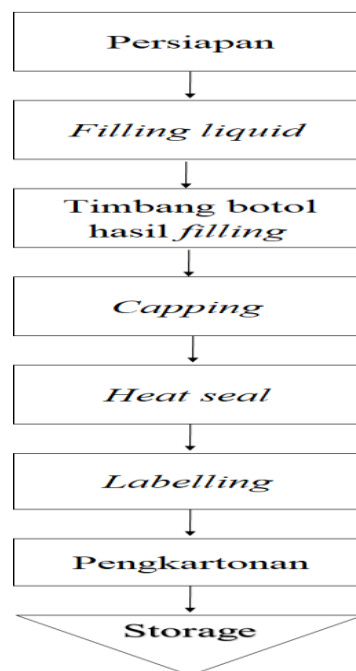 Persiapan
Filling liquid
Timbang botol
hasil filling
Capping
Heat seal
Labelling
Pengkartonan
Storage